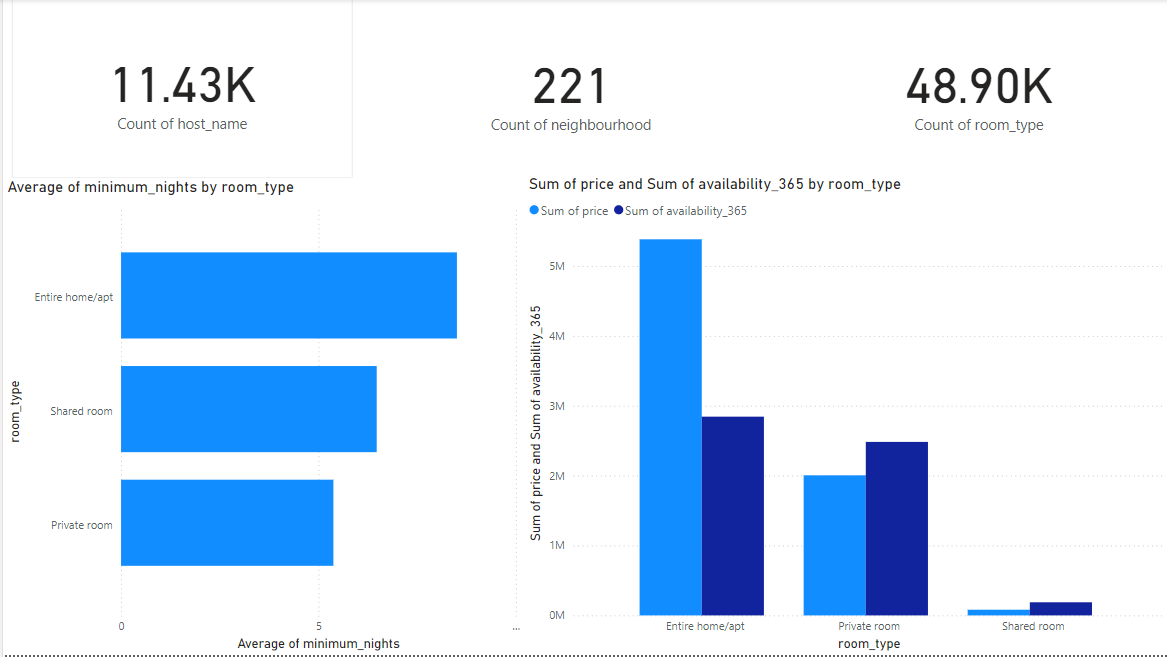 11.43K
Count of host_name
221
Count of neighbourhood
48.90K
Count of room_type
Average of minimum_nights by room_type
room_type
Entire home/apt
Shared room
Private room
0
5
...
Average of minimum_nights
Sum of price and Sum of availability_365 by room_type
Sum of price Sum of availability_365
Sum of price and Sum of availability_365
5M
4M
3M
2M
1M
0M
Entire home/apt
Private room
Shared room
room_type